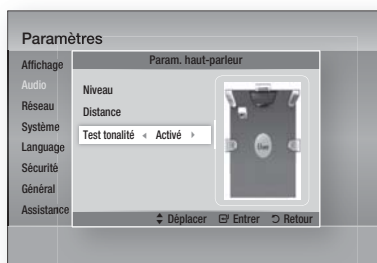 Paramètres
Affichage
Audio
Réseau
Système
Language
Sécurité
Général
Assistance
Param. haut-parleur
Niveau
Distance
Test tonalité Activé
Déplacer Entrer Retour